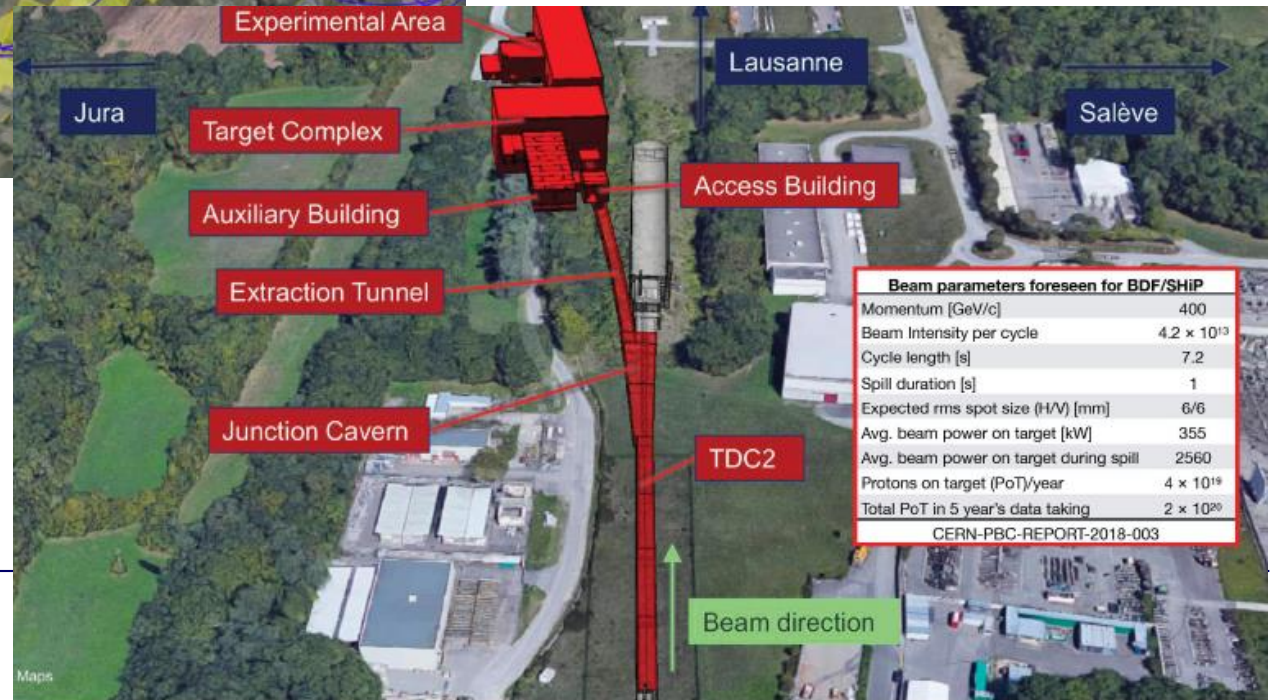 Experimental Area
Lausanne
Jura
Salève
Target Complex
Access Building
Auxiliary Building
Extraction Tunnel
Junction Cavern
TDC2
Beam direction
Maps
Beam parameters foreseen for BDF/SHiP
Momentum [GeV/c] 400
Beam Intensity per cycle 4.2 × 10¹³
Cycle length [s] 7.2
Spill duration [s] 1
Expected rms spot size (H/V) [mm] 6/6
Avg. beam power on target [kW] 355
Avg. beam power on target during spill 2560
Protons on target (PoT)/year 4 × 10¹⁹
Total PoT in 5 year's data taking 2 × 10²⁰
CERN-PBC-REPORT-2018-003